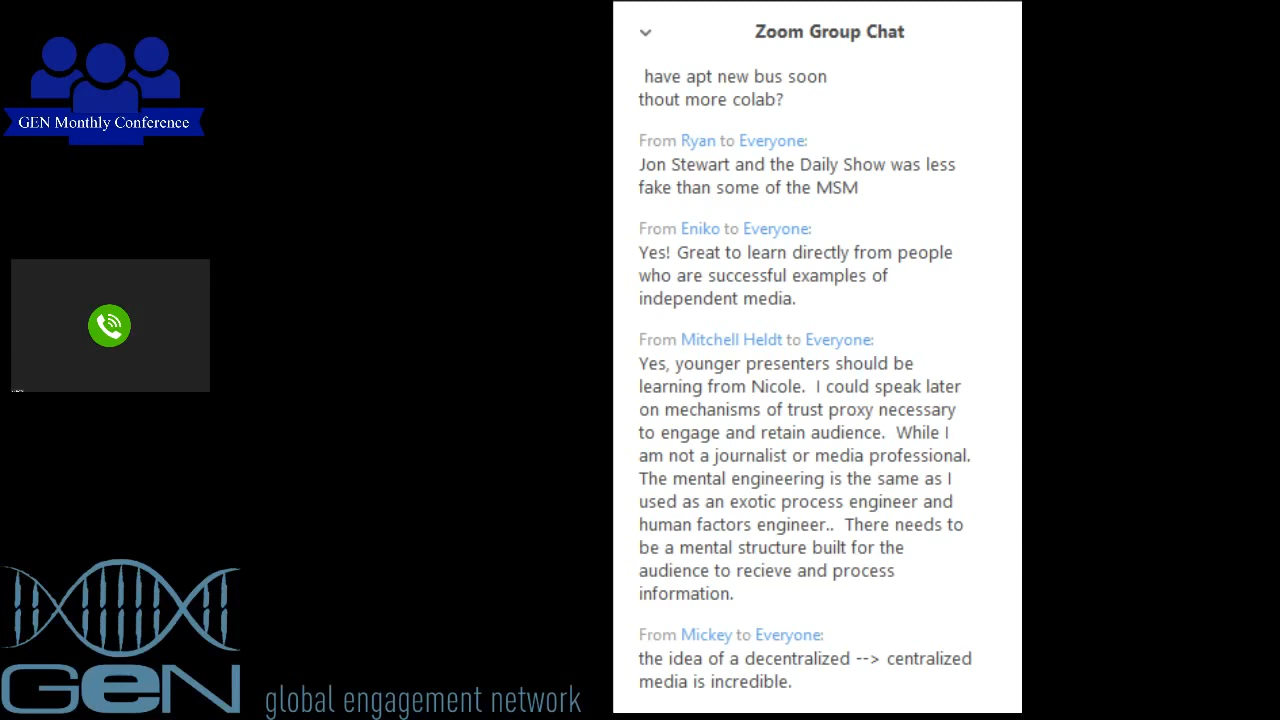 GEN Monthly Conference
GeN
global engagement network
Zoom Group Chat
have apt new bus soon
thout more colab?
From Ryan to Everyone:
Jon Stewart and the Daily Show was less
fake than some of the MSM
From Eniko to Everyone:
Yes! Great to learn directly from people
who are successful examples of
independent media.
From Mitchell Heldt to Everyone:
Yes, younger presenters should be
learning from Nicole.  I could speak later
on mechanisms of trust proxy necessary
to engage and retain audience.  While I
am not a journalist or media professional.
The mental engineering is the same as I
used as an exotic process engineer and
human factors engineer..  There needs to
be a mental structure built for the
audience to recieve and process
information.
From Mickey to Everyone:
the idea of a decentralized --> centralized
media is incredible.